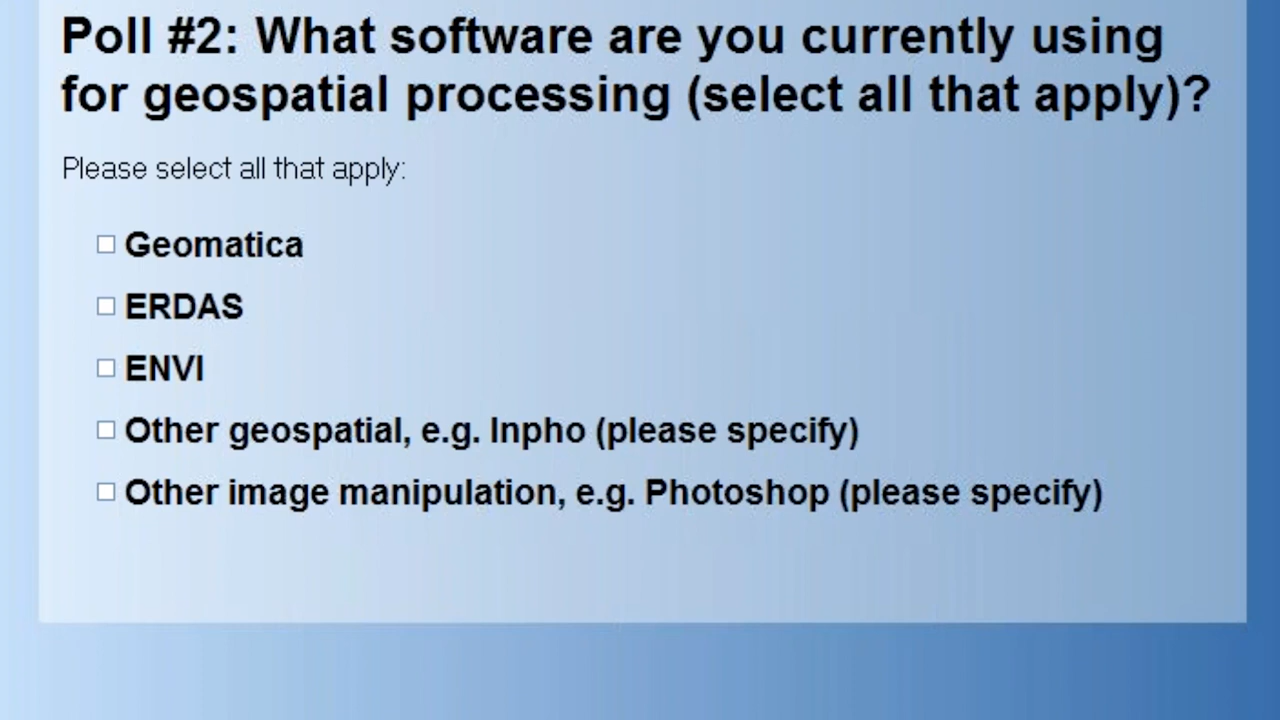 Poll #2: What software are you currently using
for geospatial processing (select all that apply)?
Please select all that apply:
Geomatica
ERDAS
ENVI
Other geospatial, e.g. Inpho (please specify)
Other image manipulation, e.g. Photoshop (please specify)